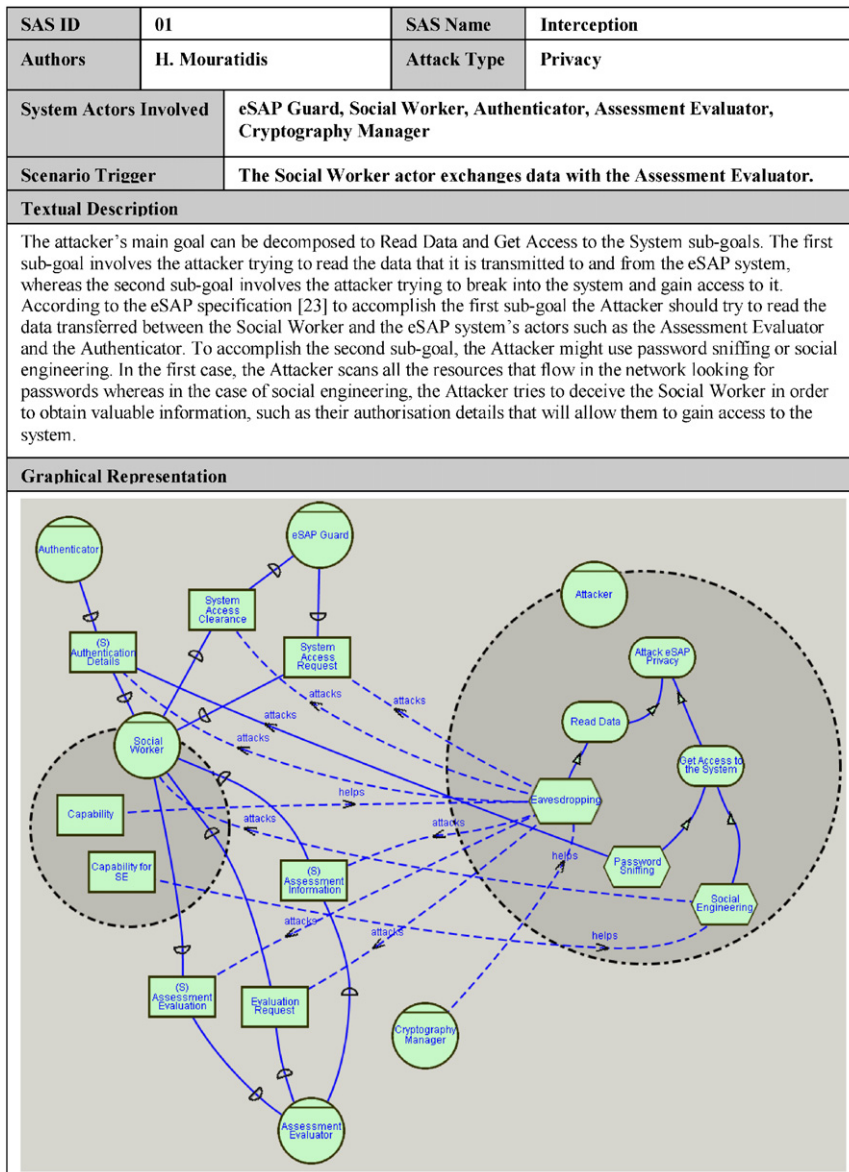 SAS ID 01 SAS Name Interception
Authors H. Mouratidis Attack Type Privacy
System Actors Involved eSAP Guard, Social Worker, Authenticator, Assessment Evaluator,
Cryptography Manager
Scenario Trigger The Social Worker actor exchanges data with the Assessment Evaluator.
Textual Description
The attacker's main goal can be decomposed to Read Data and Get Access to the System sub-goals. The first
sub-goal involves the attacker trying to read the data that it is transmitted to and from the eSAP system,
whereas the second sub-goal involves the attacker trying to break into the system and gain access to it.
According to the eSAP specification [23] to accomplish the first sub-goal the Attacker should try to read the
data transferred between the Social Worker and the eSAP system's actors such as the Assessment Evaluator
and the Authenticator. To accomplish the second sub-goal, the Attacker might use password sniffing or social
engineering. In the first case, the Attacker scans all the resources that flow in the network looking for
passwords whereas in the case of social engineering, the Attacker tries to deceive the Social Worker in order
to obtain valuable information, such as their authorisation details that will allow them to gain access to the
system.
Graphical Representation
Authenticator
eSAP Guard
Attacker
System
Access
Clearance
(S)
Authentication
Details
System
Access
Request
Attack eSAP
Privacy
attacks
attacks
attacks
Read Data
Social
Worker
attacks
Get Access to
the System
helps
Eavesdropping
Capability
attacks
attacks
helps
Capability for
SE
(S)
Assessment
Information
Password
Sniffing
Social
Engineering
attacks
attacks
helps
(S)
Assessment
Evaluation
Evaluation
Request
Cryptography
Manager
Assessment
Evaluator